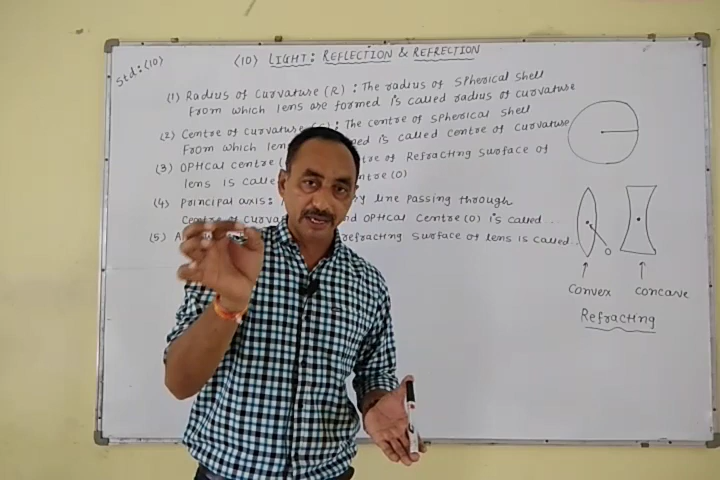 Std: (10)
(10) LIGHT: REFLECTION & REFRECTION
(1) Radius of curvature (R) : The radius of spherical shell
from which lens are formed is called radius of curvature
(2) Centre of curvature : The centre of spherical shell
from which lens is called centre of curvature
(3) Optical centre of Refracting surface of
lens is (O)
(4) Principal axis: line passing through
centre of optical centre (O) is called...
(5) refracting surface of lens is called...
O
convex
concave
Refracting